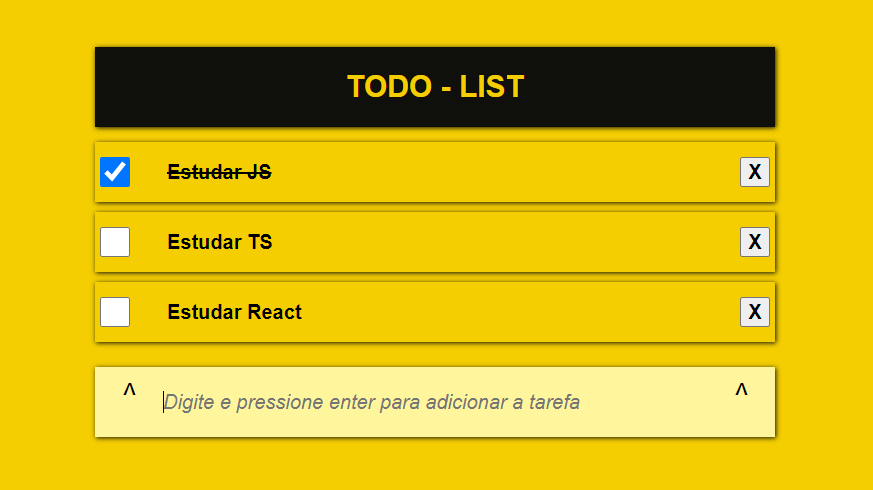 TODO - LIST
Estudar JS X
Estudar TS X
Estudar React X
^ Digite e pressione enter para adicionar a tarefa ^